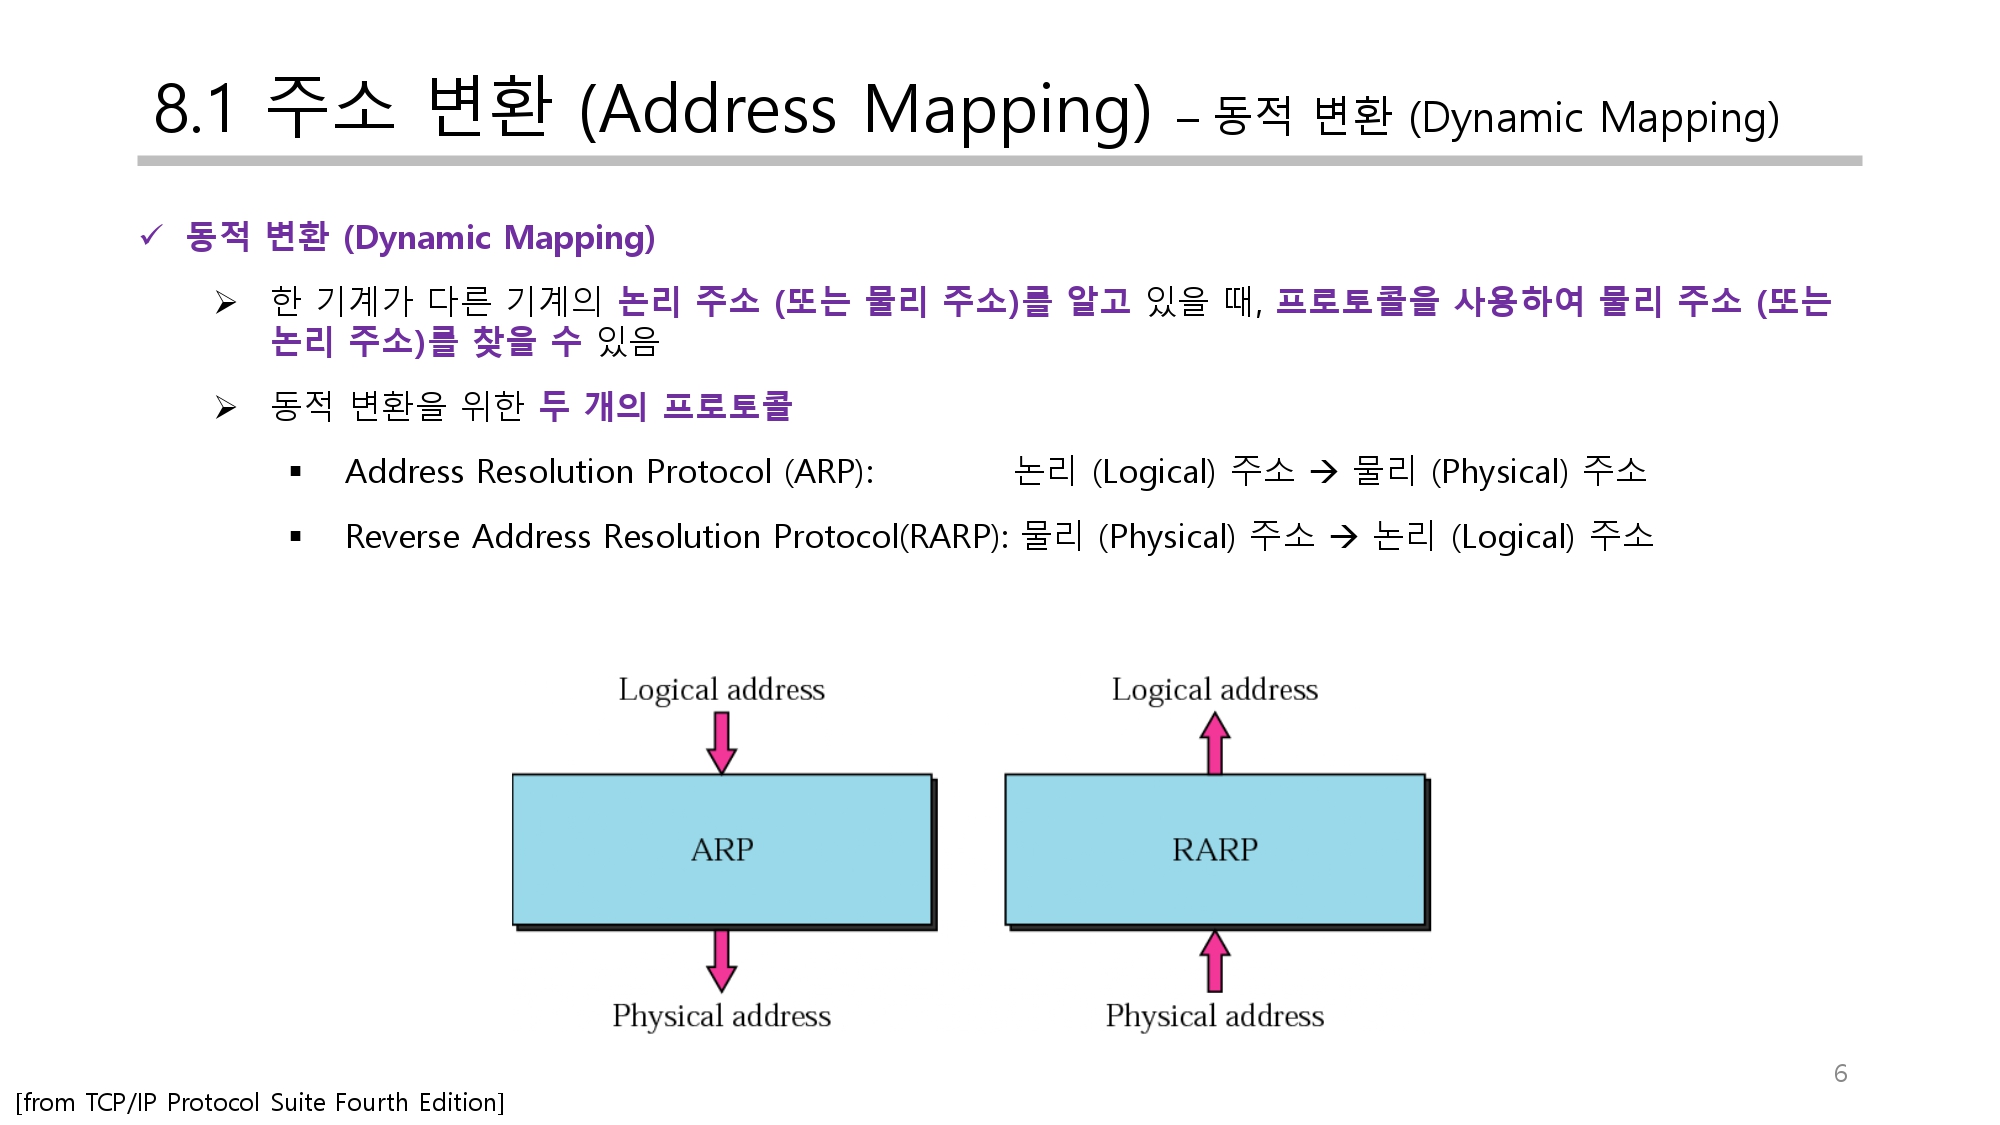 8.1 주소 변환 (Address Mapping) – 동적 변환 (Dynamic Mapping)
✓ 동적 변환 (Dynamic Mapping)
➢ 한 기계가 다른 기계의 논리 주소 (또는 물리 주소)를 알고 있을 때, 프로토콜을 사용하여 물리 주소 (또는
논리 주소)를 찾을 수 있음
➢ 동적 변환을 위한 두 개의 프로토콜
▪ Address Resolution Protocol (ARP): 논리 (Logical) 주소 → 물리 (Physical) 주소
▪ Reverse Address Resolution Protocol(RARP): 물리 (Physical) 주소 → 논리 (Logical) 주소
Logical address
ARP
Physical address
Logical address
RARP
Physical address
6
[from TCP/IP Protocol Suite Fourth Edition]